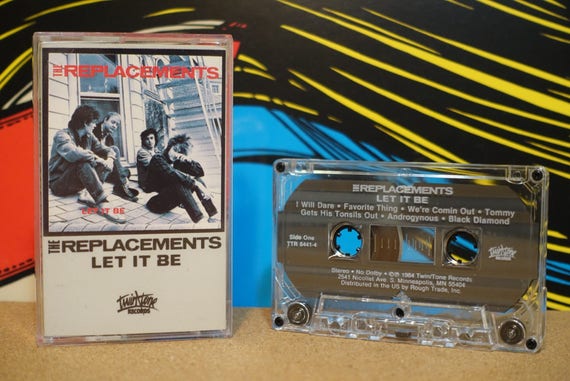 THE REPLACEMENTS
LET IT BE
THE REPLACEMENTS
LET IT BE
Twin/Tone
RECORDS
THE REPLACEMENTS
LET IT BE
I Will Dare • Favorite Thing • We're Comin Out • Tommy
Gets His Tonsils Out • Androgynous • Black Diamond
Side One
TTR 8441-4
Twin/Tone
RECORDS
Stereo • No Dolby • ©℗ 1984 Twin/Tone Records
2541 Nicollet Ave. S. Minneapolis, MN 55404
Distributed in the US by Rough Trade, Inc